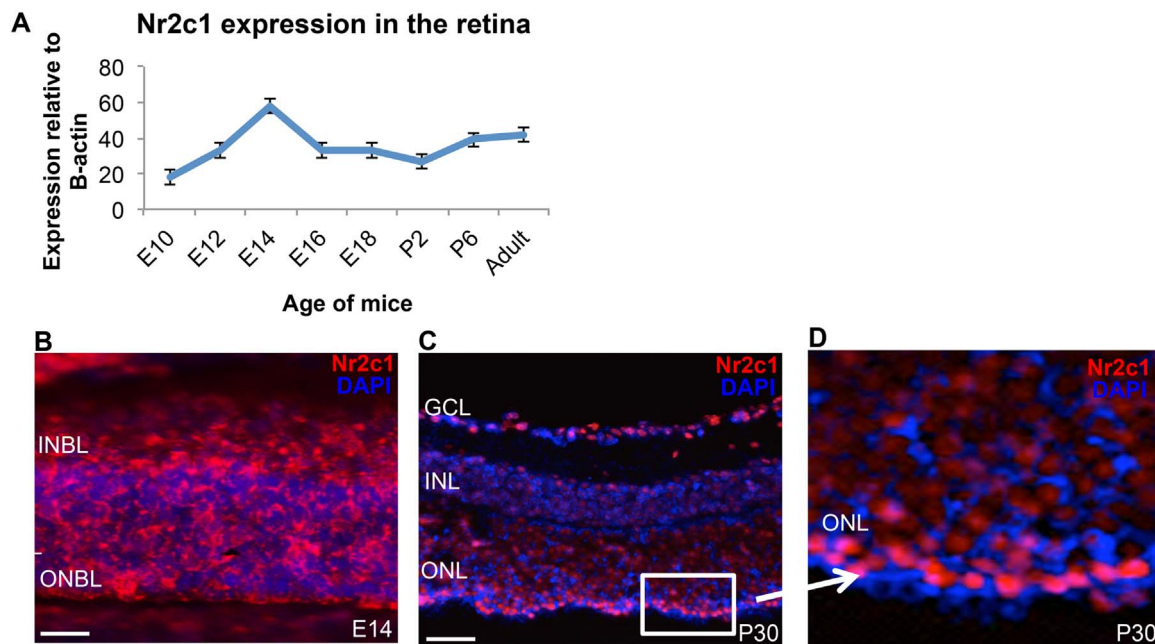 A
Nr2c1 expression in the retina
Expression relative to
B-actin
80
60
40
20
0
E10
E12
E14
E16
E18
P2
P6
Adult
Age of mice
B
Nr2c1
DAPI
INBL
ONBL
E14
C
Nr2c1
DAPI
GCL
INL
ONL
P30
D
Nr2c1
DAPI
ONL
P30